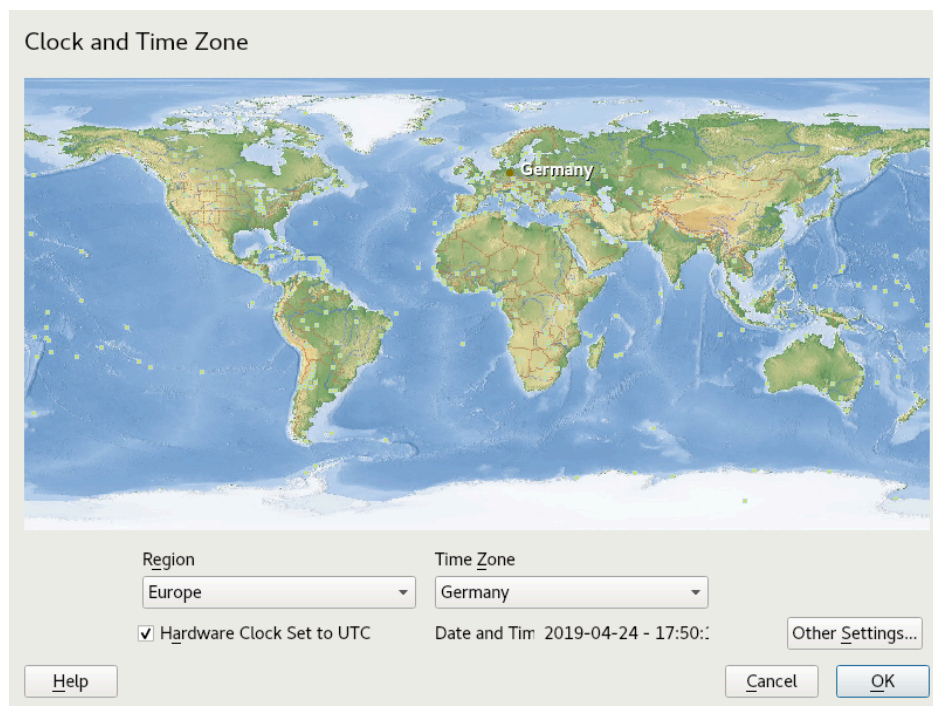 Clock and Time Zone
Germany
Region
Time Zone
Europe
Germany
Hardware Clock Set to UTC
Date and Tim 2019-04-24 - 17:50:
Other Settings...
Help
Cancel
OK